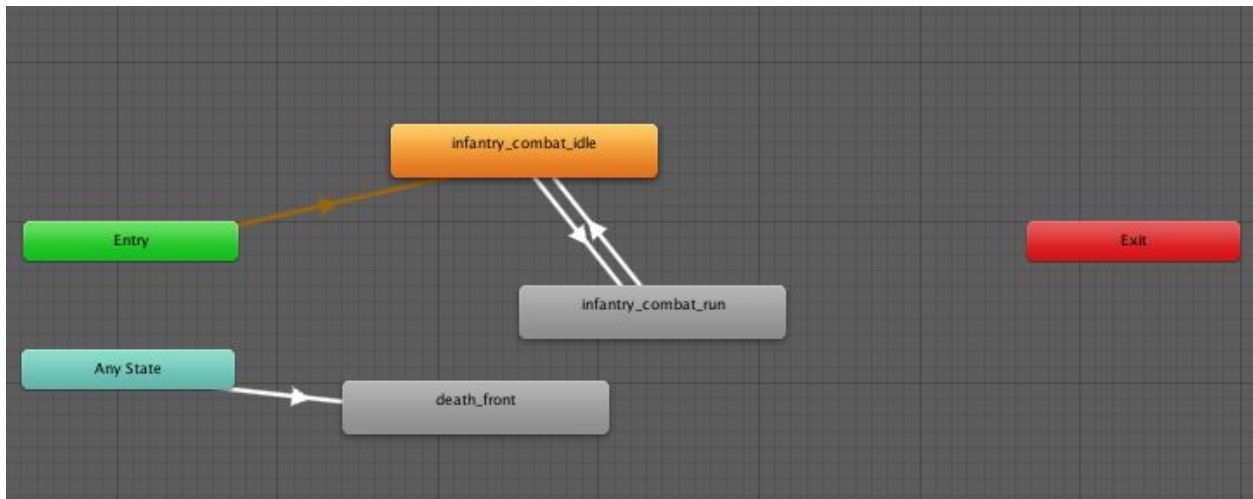 infantry_combat_idle
Entry
Exit
infantry_combat_run
Any State
death_front